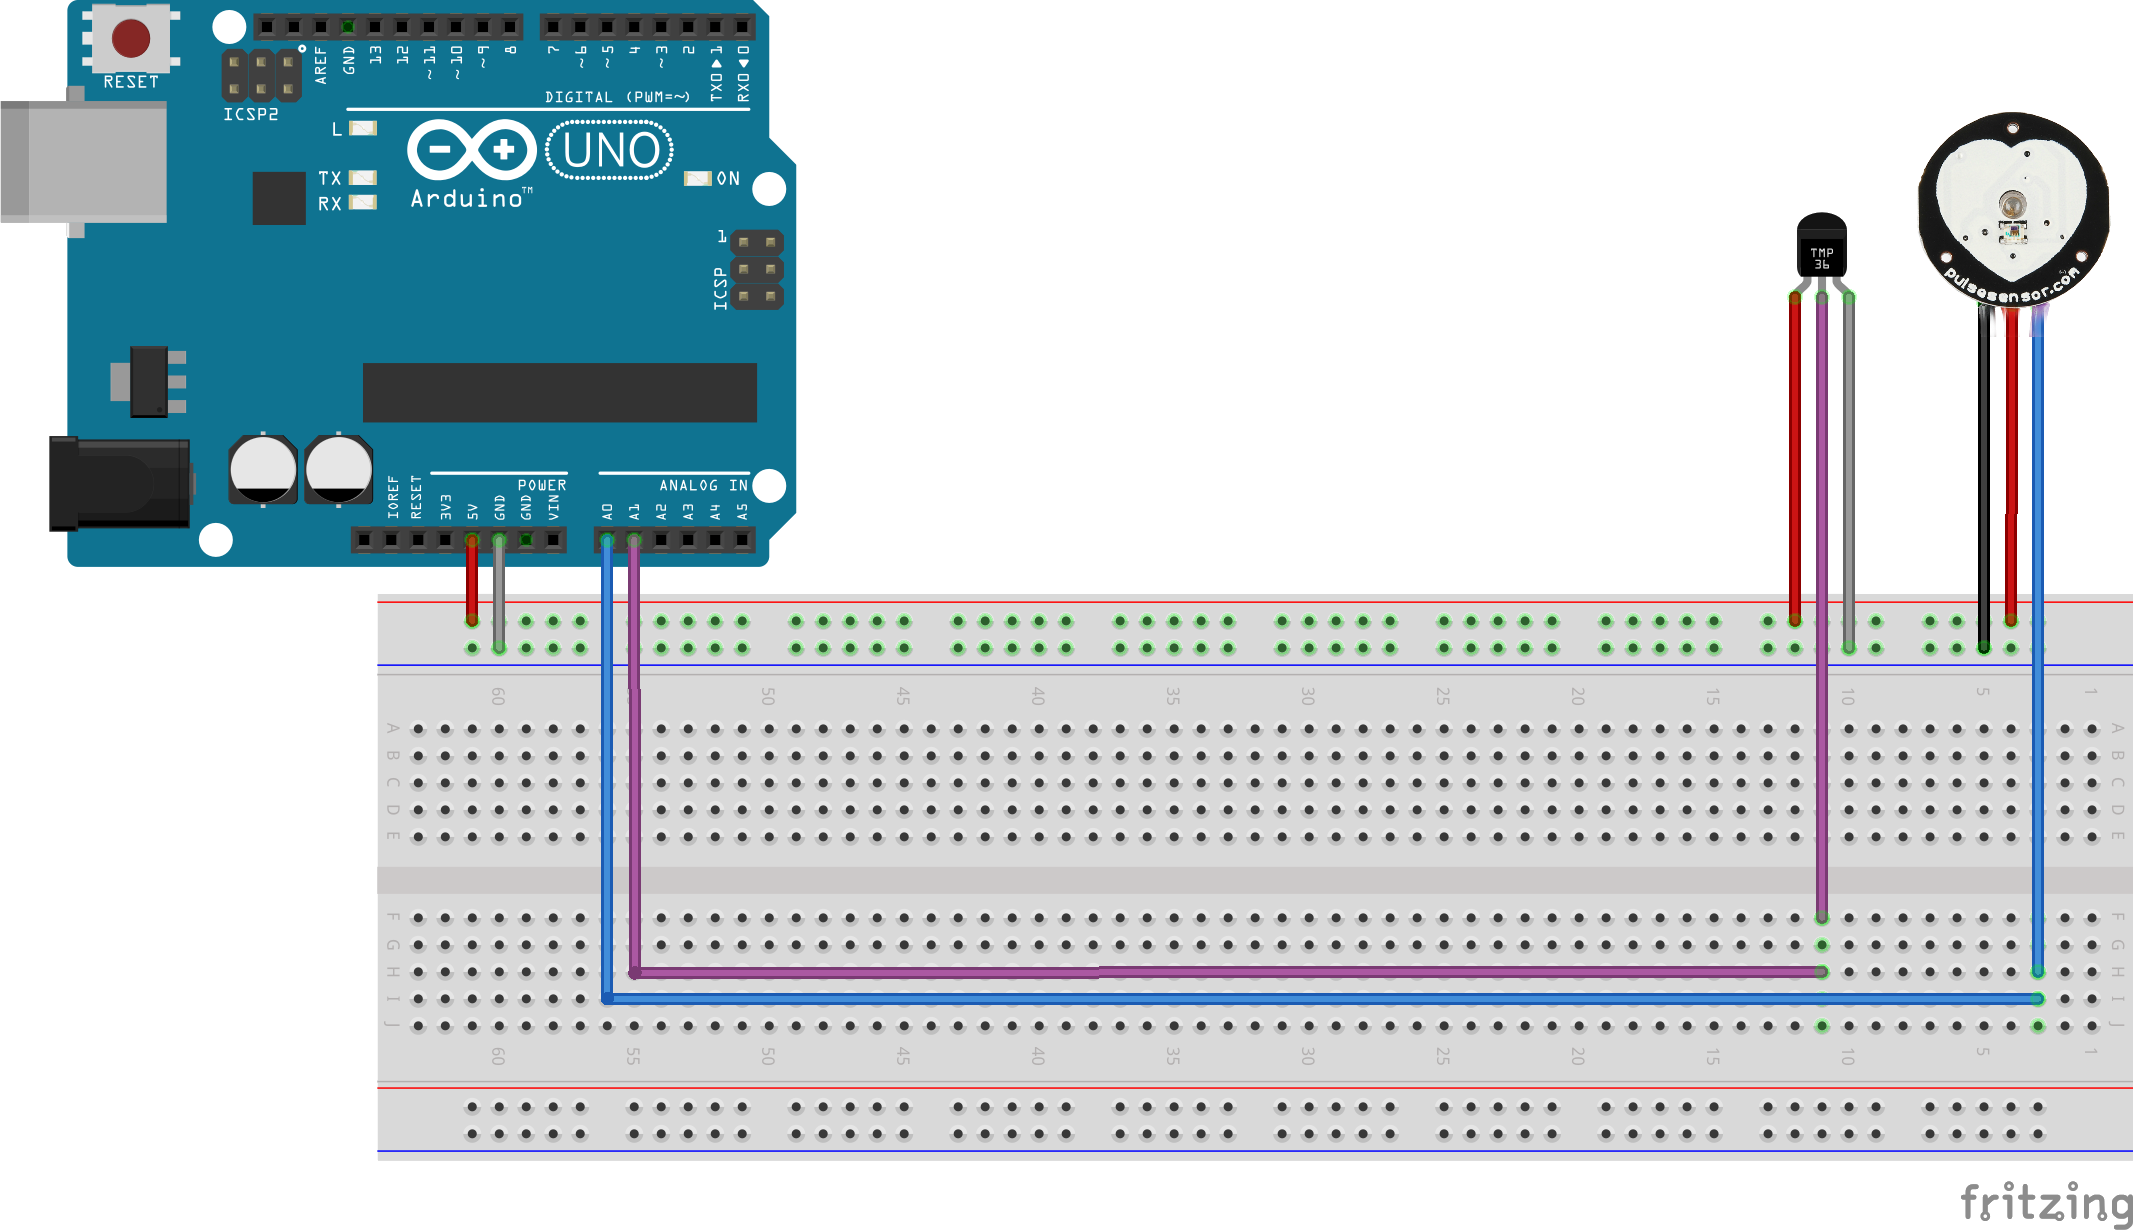 RESET
ICSP2
AREF
GND
13
12
~11
~10
~9
8
7
~6
~5
4
~3
2
TX0▶1
RX0◀0
DIGITAL (PWM=~)
L
TX
RX
Arduino™
UNO
ON
1
ICSP
TMP
36
pulsesensor.com
IOREF
RESET
3V3
5V
GND
GND
VIN
POWER
A0
A1
A2
A3
A4
A5
ANALOG IN
60 50 45 40 35 30 25 20 15 10 5 1
A A
B B
C C
D D
E E
F F
G G
H H
I I
J J
60 55 50 45 40 35 30 25 20 15 10 5 1
fritzing